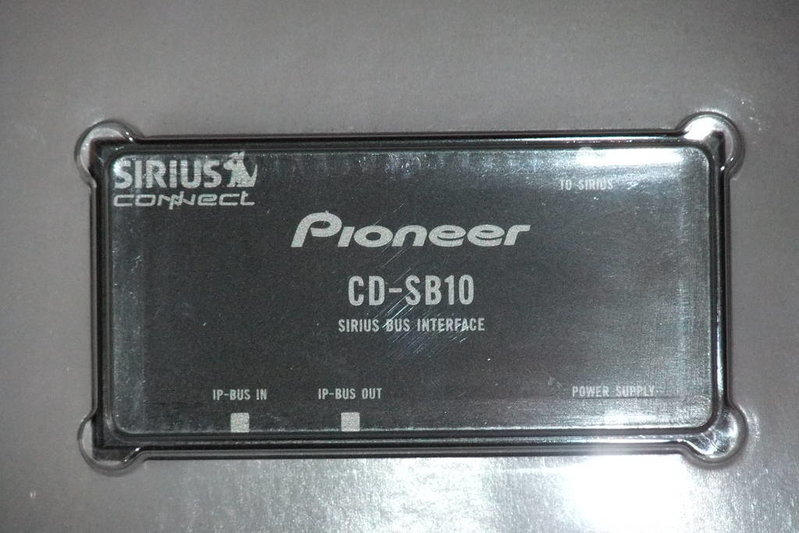 SIRIUS
connect
TO SIRIUS
Pioneer
CD-SB10
SIRIUS BUS INTERFACE
IP-BUS IN
IP-BUS OUT
POWER SUPPLY